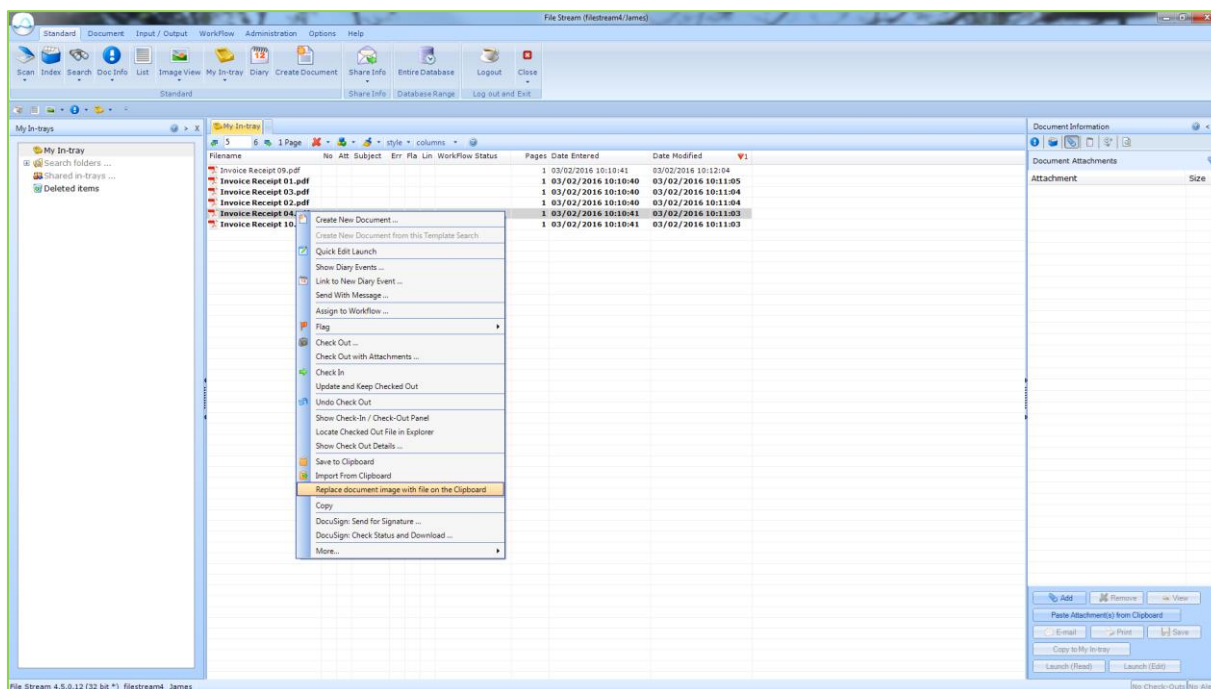 File Stream (filestream4/James)
Standard Document Input / Output WorkFlow Administration Options Help
Scan Index Search Doc Info List Image View My In-tray Diary Create Document Share Info Entire Database Logout Close
Standard Share Info Database Range Log out and Exit
My In-trays
My In-tray
Search folders ...
Shared in-trays ...
Deleted items
My In-tray
5 6 1 Page style columns
Filename No Att Subject Err Fla Lin WorkFlow Status Pages Date Entered Date Modified 1
Invoice Receipt 09.pdf 1 03/02/2016 10:10:41 03/02/2016 10:12:04
Invoice Receipt 01.pdf 1 03/02/2016 10:10:40 03/02/2016 10:11:05
Invoice Receipt 03.pdf 1 03/02/2016 10:10:40 03/02/2016 10:11:04
Invoice Receipt 02.pdf 1 03/02/2016 10:10:40 03/02/2016 10:11:04
Invoice Receipt 04. 1 03/02/2016 10:10:41 03/02/2016 10:11:03
Invoice Receipt 10. 1 03/02/2016 10:10:41 03/02/2016 10:11:03
Create New Document ...
Create New Document from this Template Search
Quick Edit Launch
Show Diary Events ...
Link to New Diary Event ...
Send With Message ...
Assign to Workflow ...
Flag
Check Out ...
Check Out with Attachments ...
Check In
Update and Keep Checked Out
Undo Check Out
Show Check-In / Check-Out Panel
Locate Checked Out File in Explorer
Show Check Out Details ...
Save to Clipboard
Import From Clipboard
Replace document image with file on the Clipboard
Copy
DocuSign: Send for Signature ...
DocuSign: Check Status and Download ...
More...
Document Information
Document Attachments
Attachment Size
Add Remove View
Paste Attachment(s) from Clipboard
E-mail Print Save
Copy to My In-tray
Launch (Read) Launch (Edit)
File Stream 4.5.0.12 (32 bit *) filestream4 James
No Check-Outs No